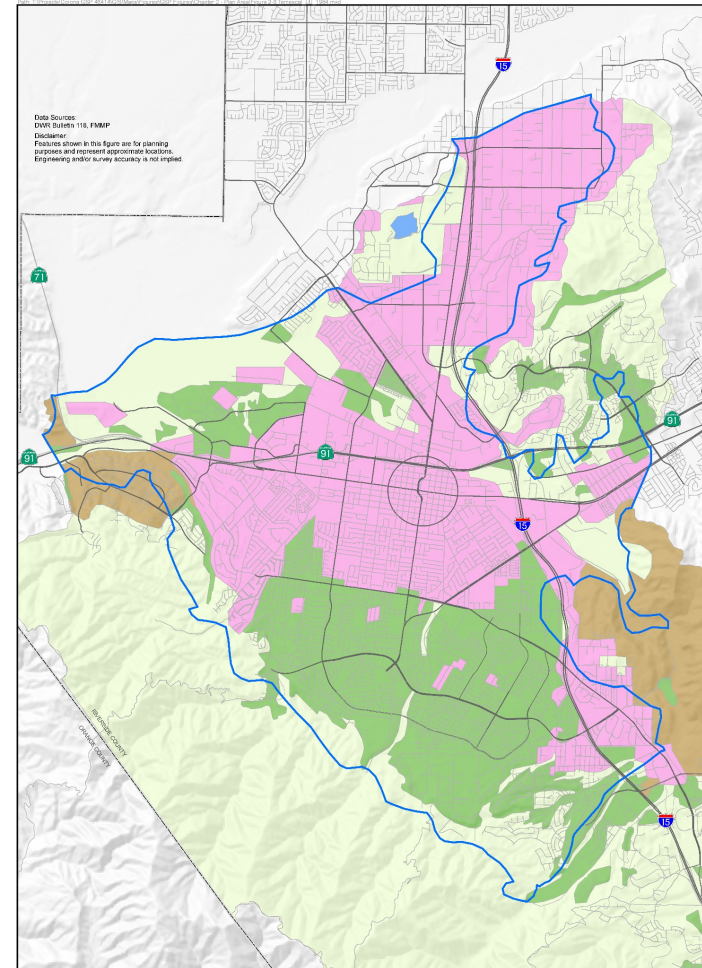 Data Sources:
DWR Bulletin 118, FMMP
Disclaimer:
Features shown in this figure are for planning
purposes and represent approximate locations.
Engineering and/or survey accuracy is not implied.
15
71
91
91
91
15
RIVERSIDE COUNTY
ORANGE COUNTY
15